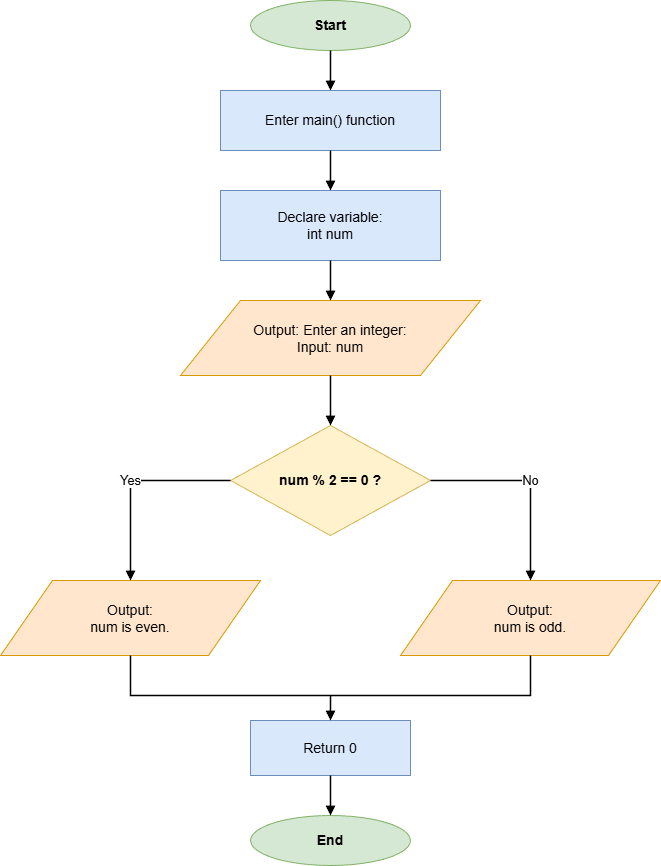 Start
Enter main() function
Declare variable:
int num
Output: Enter an integer:
Input: num
num % 2 == 0 ?
Yes
No
Output:
num is even.
Output:
num is odd.
Return 0
End